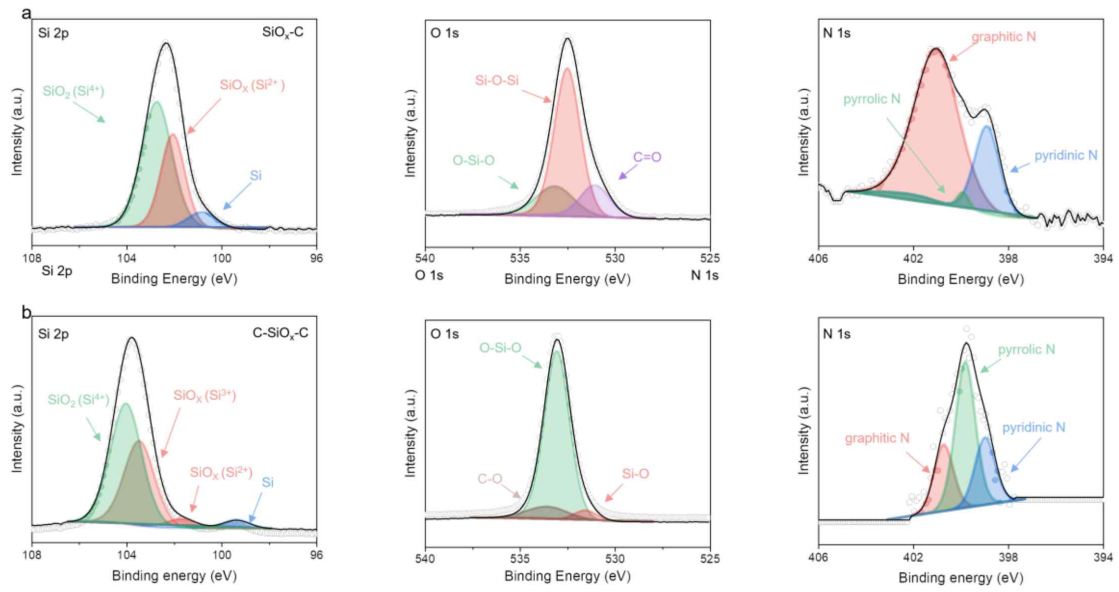 a
Si 2p
SiOₓ-C
SiO₂ (Si⁴⁺)
SiOₓ (Si²⁺)
Si
Intensity (a.u.)
108 104 100 96
Binding Energy (eV)
O 1s
Si-O-Si
O-Si-O
C=O
Intensity (a.u.)
540 535 530 525
Binding Energy (eV)
N 1s
graphitic N
pyrrolic N
pyridinic N
Intensity (a.u.)
406 402 398 394
Binding Energy (eV)
Si 2p
O 1s
N 1s
b
Si 2p
C-SiOₓ-C
SiO₂ (Si⁴⁺)
SiOₓ (Si³⁺)
SiOₓ (Si²⁺)
Si
Intensity (a.u.)
108 104 100 96
Binding energy (eV)
O 1s
O-Si-O
C-O
Si-O
Intensity (a.u.)
540 535 530 525
Binding energy (eV)
N 1s
pyrrolic N
graphitic N
pyridinic N
Intensity (a.u.)
406 402 398 394
Binding energy (eV)